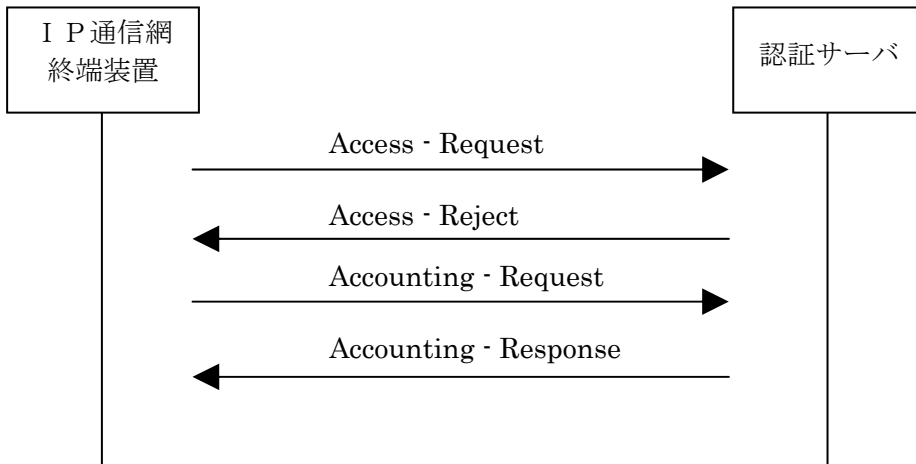 ＩＰ通信網
終端装置
認証サーバ
Access - Request
Access - Reject
Accounting - Request
Accounting - Response